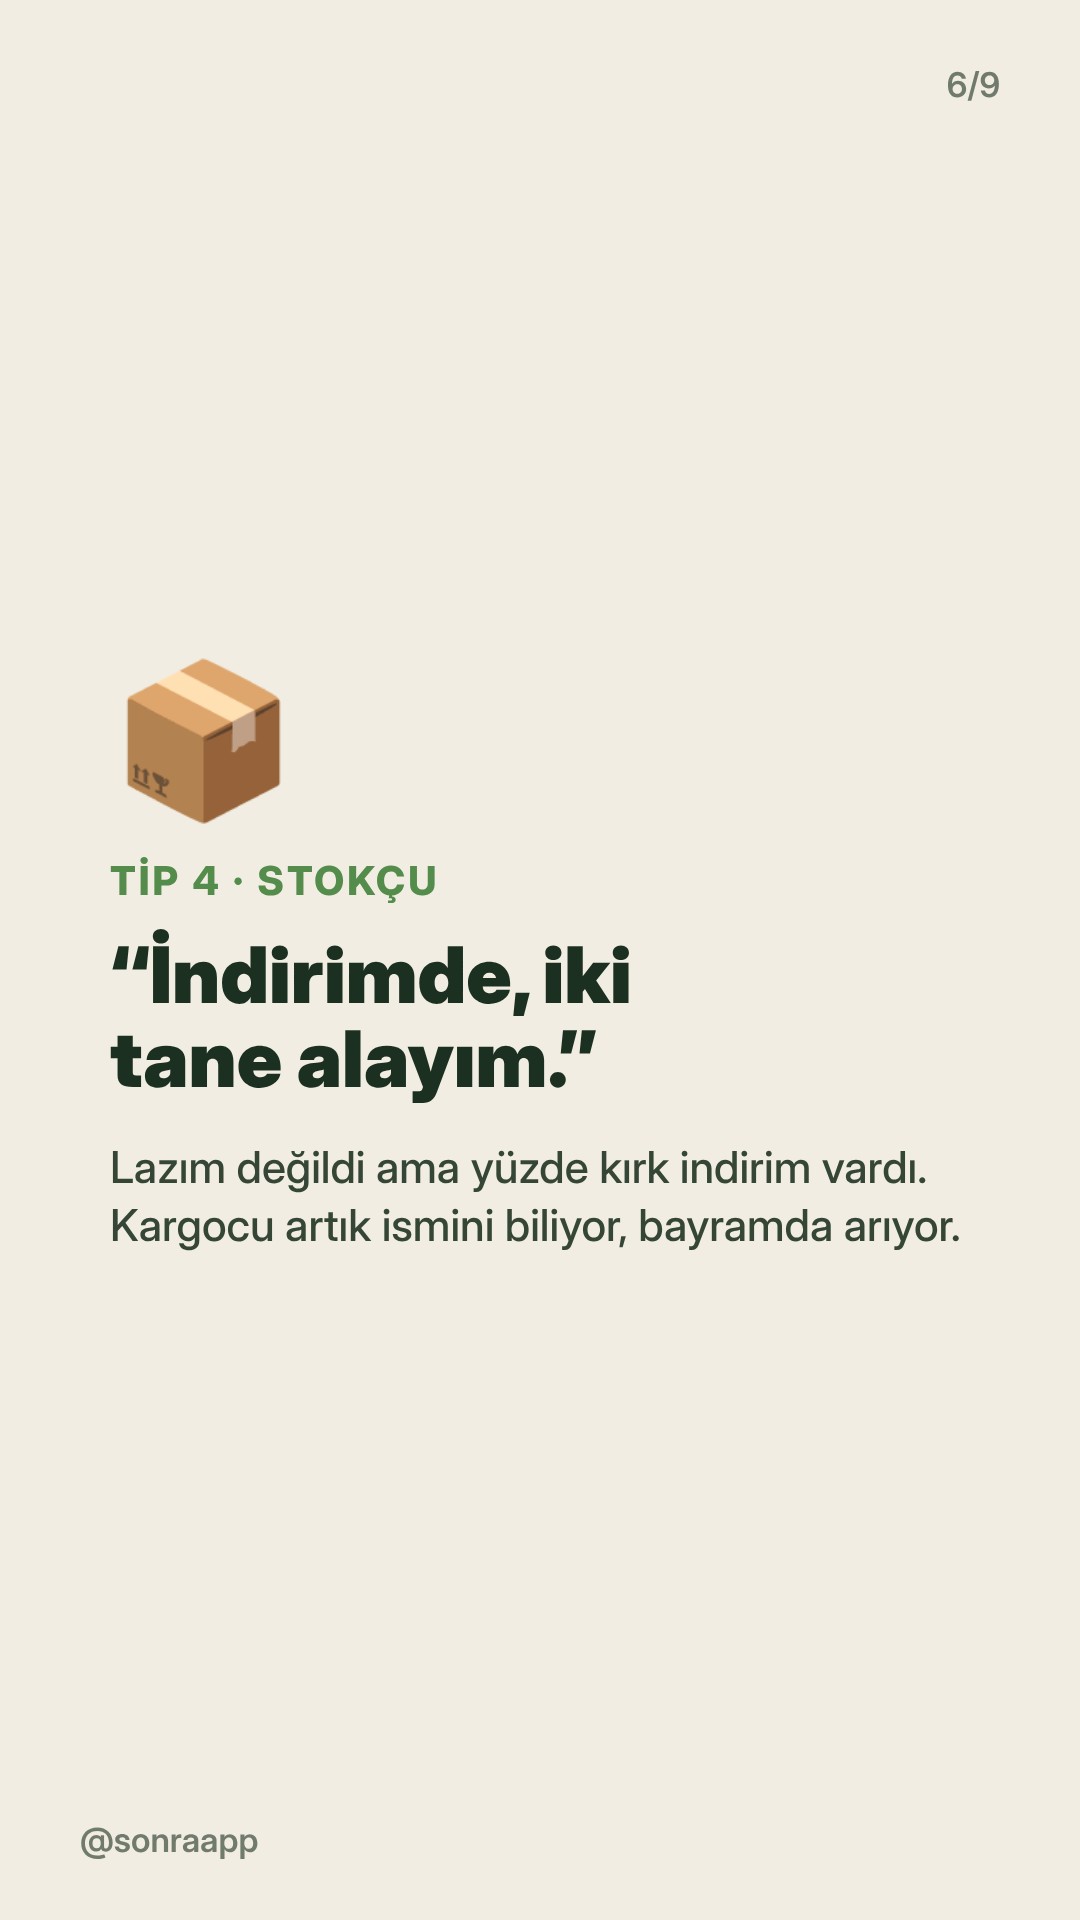 6/9
TİP 4 · STOKÇU
“İndirimde, iki
tane alayım.”
Lazım değildi ama yüzde kırk indirim vardı.
Kargocu artık ismini biliyor, bayramda arıyor.
@sonraapp